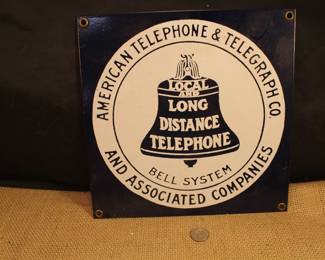 AMERICAN TELEPHONE & TELEGRAPH CO.
LOCAL
AND
LONG
DISTANCE
TELEPHONE
BELL SYSTEM
AND ASSOCIATED COMPANIES